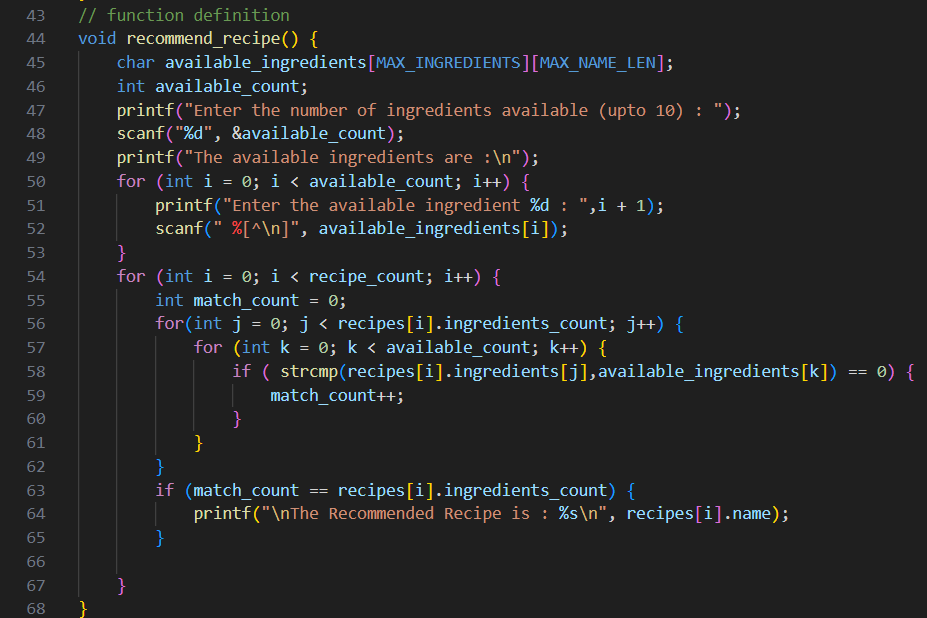 43 // function definition
44 void recommend_recipe() {
45 char available_ingredients[MAX_INGREDIENTS][MAX_NAME_LEN];
46 int available_count;
47 printf("Enter the number of ingredients available (upto 10) : ");
48 scanf("%d", &available_count);
49 printf("The available ingredients are :\n");
50 for (int i = 0; i < available_count; i++) {
51 printf("Enter the available ingredient %d : ",i + 1);
52 scanf(" %[^\n]", available_ingredients[i]);
53 }
54 for (int i = 0; i < recipe_count; i++) {
55 int match_count = 0;
56 for(int j = 0; j < recipes[i].ingredients_count; j++) {
57 for (int k = 0; k < available_count; k++) {
58 if ( strcmp(recipes[i].ingredients[j],available_ingredients[k]) == 0) {
59 match_count++;
60 }
61 }
62 }
63 if (match_count == recipes[i].ingredients_count) {
64 printf("\nThe Recommended Recipe is : %s\n", recipes[i].name);
65 }
66
67 }
68 }